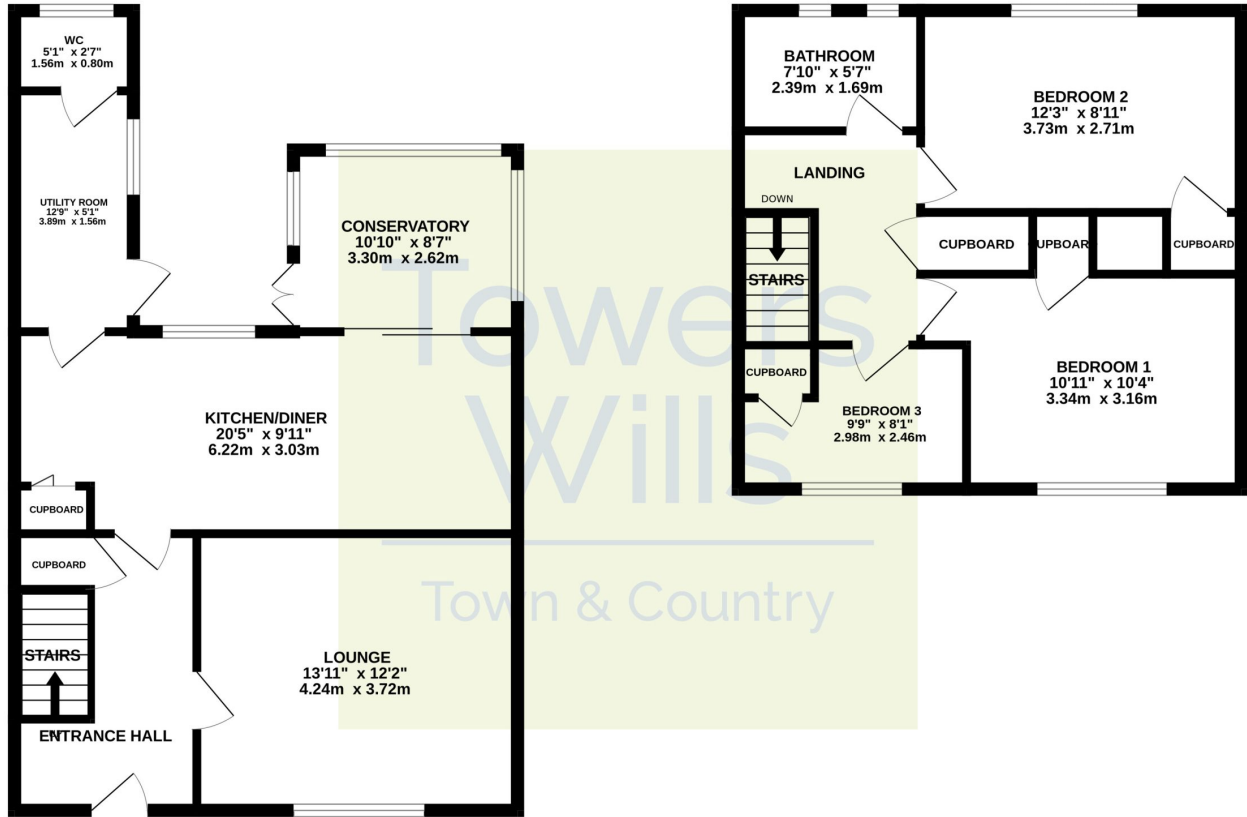 WC
5'1" x 2'7"
1.56m x 0.80m
UTILITY ROOM
12'9" x 5'1"
3.89m x 1.56m
CONSERVATORY
10'10" x 8'7"
3.30m x 2.62m
KITCHEN/DINER
20'5" x 9'11"
6.22m x 3.03m
CUPBOARD
CUPBOARD
STAIRS
ENTRANCE HALL
LOUNGE
13'11" x 12'2"
4.24m x 3.72m
BATHROOM
7'10" x 5'7"
2.39m x 1.69m
BEDROOM 2
12'3" x 8'11"
3.73m x 2.71m
LANDING
DOWN
STAIRS
CUPBOARD
CUPBOARD
CUPBOARD
CUPBOARD
BEDROOM 3
9'9" x 8'1"
2.98m x 2.46m
BEDROOM 1
10'11" x 10'4"
3.34m x 3.16m
Towers
Wills
Town & Country